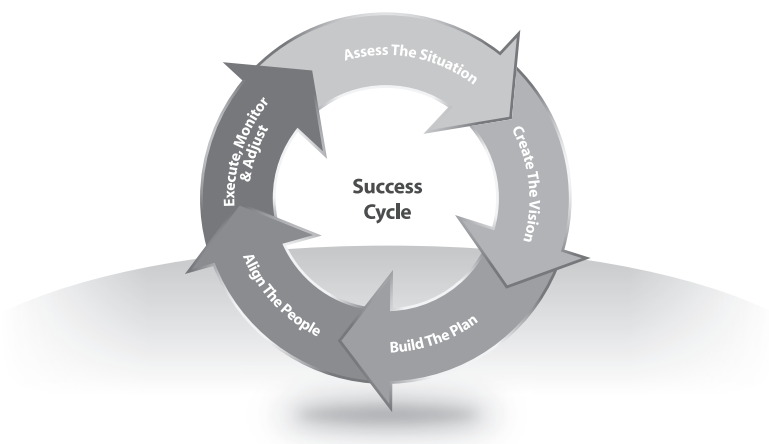 Assess The Situation
Create The Vision
Build The Plan
Align The People
Execute, Monitor
& Adjust
Success
Cycle